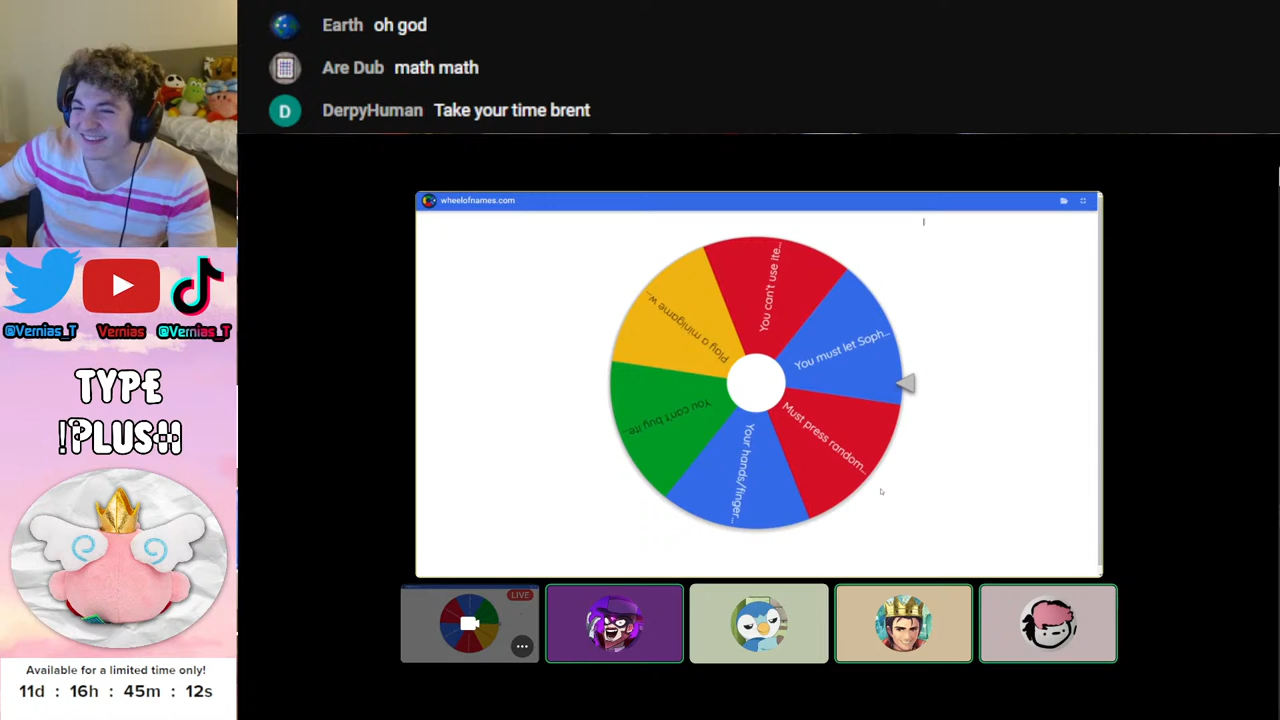 Earth oh god
Are Dub math math
D DerpyHuman Take your time brent
wheelofnames.com
You can't use ite...
Play a minigame w...
You must let Soph...
You can't buy ite...
Must press random...
Your hands/finger...
@Vernias_T Vernias @Vernias_T
TYPE
!PLUSH
LIVE
Available for a limited time only!
11d : 16h : 45m : 12s